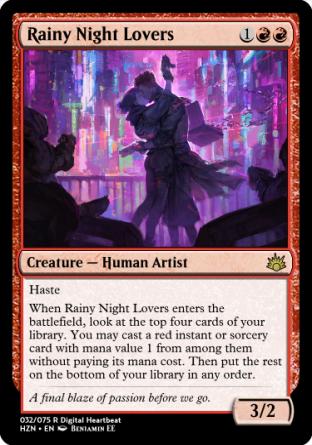 Rainy Night Lovers 1
Creature — Human Artist
Haste
When Rainy Night Lovers enters the
battlefield, look at the top four cards of your
library. You may cast a red instant or sorcery
card with mana value 1 from among them
without paying its mana cost. Then put the rest
on the bottom of your library in any order.
A final blaze of passion before we go.
032/075 R Digital Heartbeat
HZN • EN Benjamin EE
3/2